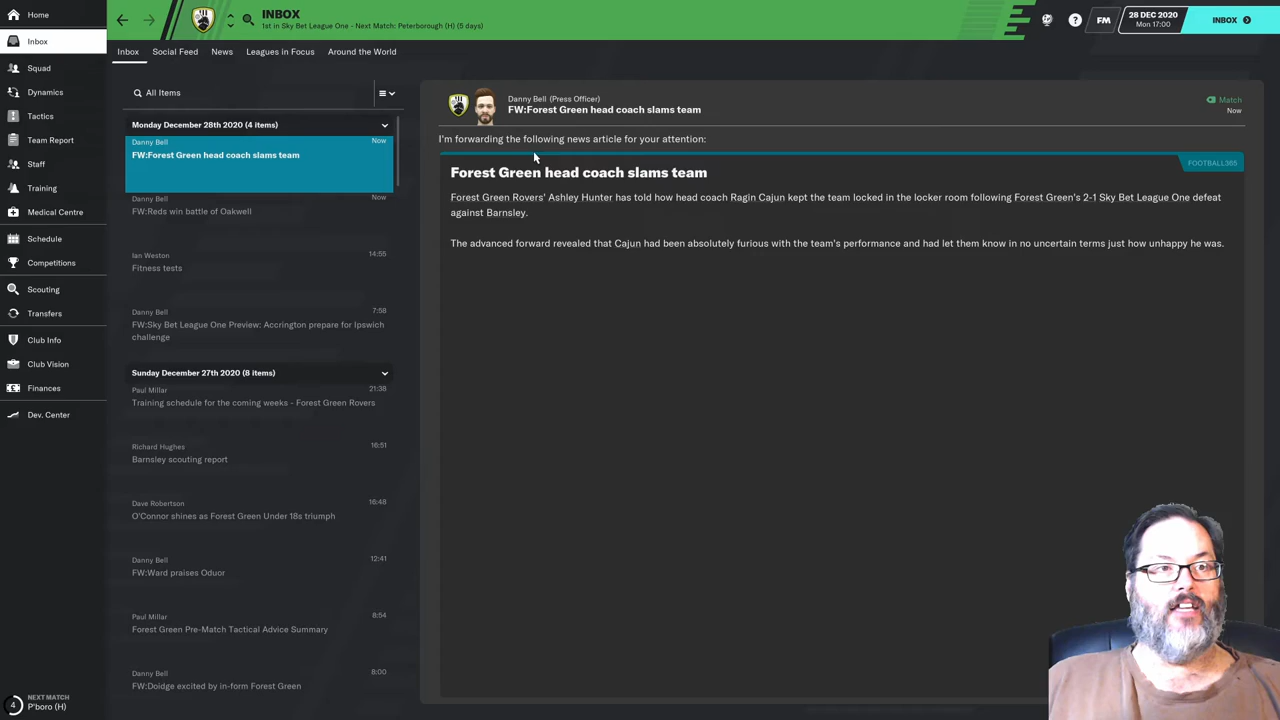 Home
Inbox
Squad
Dynamics
Tactics
Team Report
Staff
Training
Medical Centre
Schedule
Competitions
Scouting
Transfers
Club Info
Club Vision
Finances
Dev. Center
4
NEXT MATCH
P'boro (H)
INBOX
1st in Sky Bet League One - Next Match: Peterborough (H) (5 days)
?
FM
28 DEC 2020
Mon 17:00
INBOX
Inbox
Social Feed
News
Leagues in Focus
Around the World
All Items
Monday December 28th 2020 (4 items)
Danny Bell
Now
FW:Forest Green head coach slams team
Danny Bell
Now
FW:Reds win battle of Oakwell
Ian Weston
14:55
Fitness tests
Danny Bell
7:58
FW:Sky Bet League One Preview: Accrington prepare for Ipswich
challenge
Sunday December 27th 2020 (8 items)
Paul Millar
21:38
Training schedule for the coming weeks - Forest Green Rovers
Richard Hughes
16:51
Barnsley scouting report
Dave Robertson
16:48
O'Connor shines as Forest Green Under 18s triumph
Danny Bell
12:41
FW:Ward praises Oduor
Paul Millar
8:54
Forest Green Pre-Match Tactical Advice Summary
Danny Bell
8:00
FW:Doidge excited by in-form Forest Green
Danny Bell (Press Officer)
FW:Forest Green head coach slams team
Match
Now
I'm forwarding the following news article for your attention:
FOOTBALL365
Forest Green head coach slams team
Forest Green Rovers' Ashley Hunter has told how head coach Ragin Cajun kept the team locked in the locker room following Forest Green's 2-1 Sky Bet League One defeat
against Barnsley.
The advanced forward revealed that Cajun had been absolutely furious with the team's performance and had let them know in no uncertain terms just how unhappy he was.